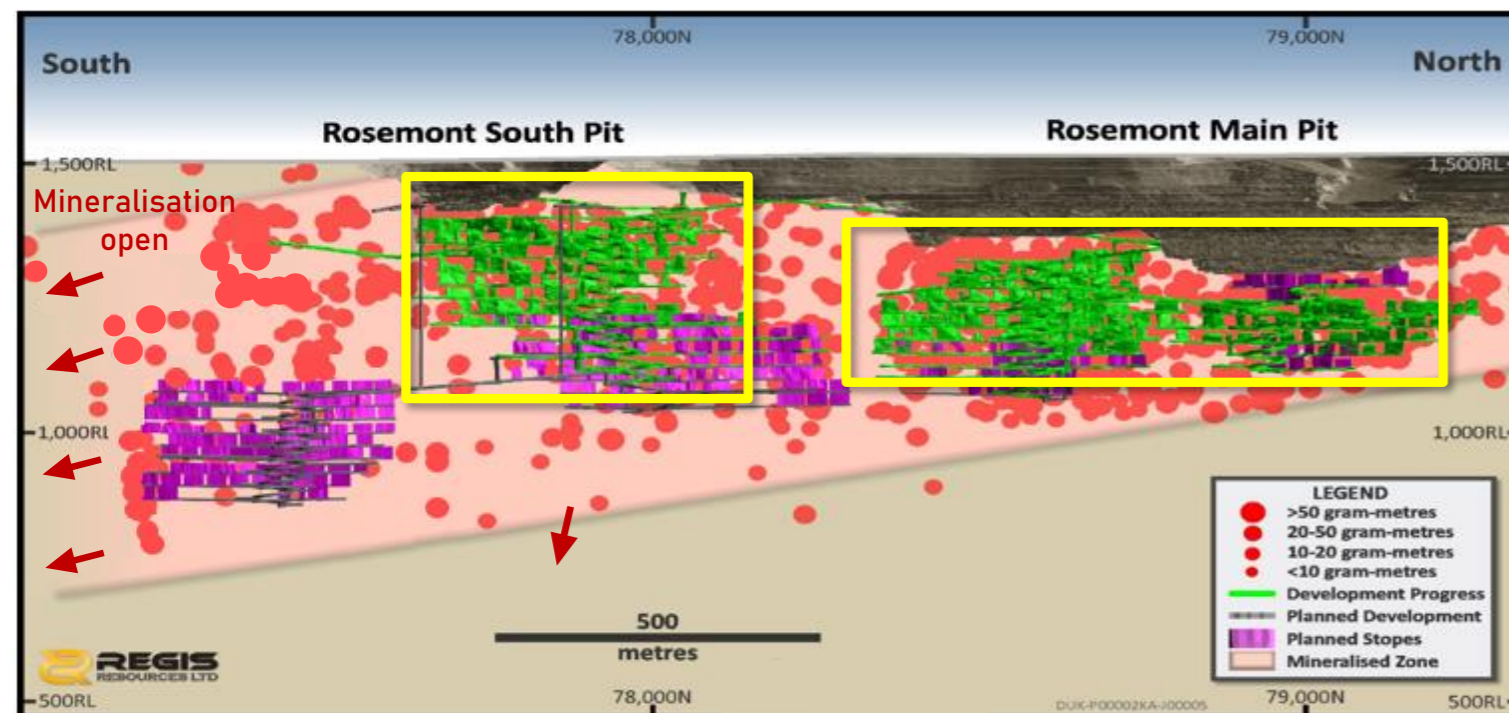 78,000N
79,000N
South
North
Rosemont South Pit
Rosemont Main Pit
1,500RL
1,500RL
Mineralisation
open
1,000RL
1,000RL
LEGEND
>50 gram-metres
20-50 gram-metres
10-20 gram-metres
<10 gram-metres
Development Progress
Planned Development
Planned Stopes
Mineralised Zone
500
metres
REGIS
RESOURCES LTD
500RL
78,000N
79,000N
500RL